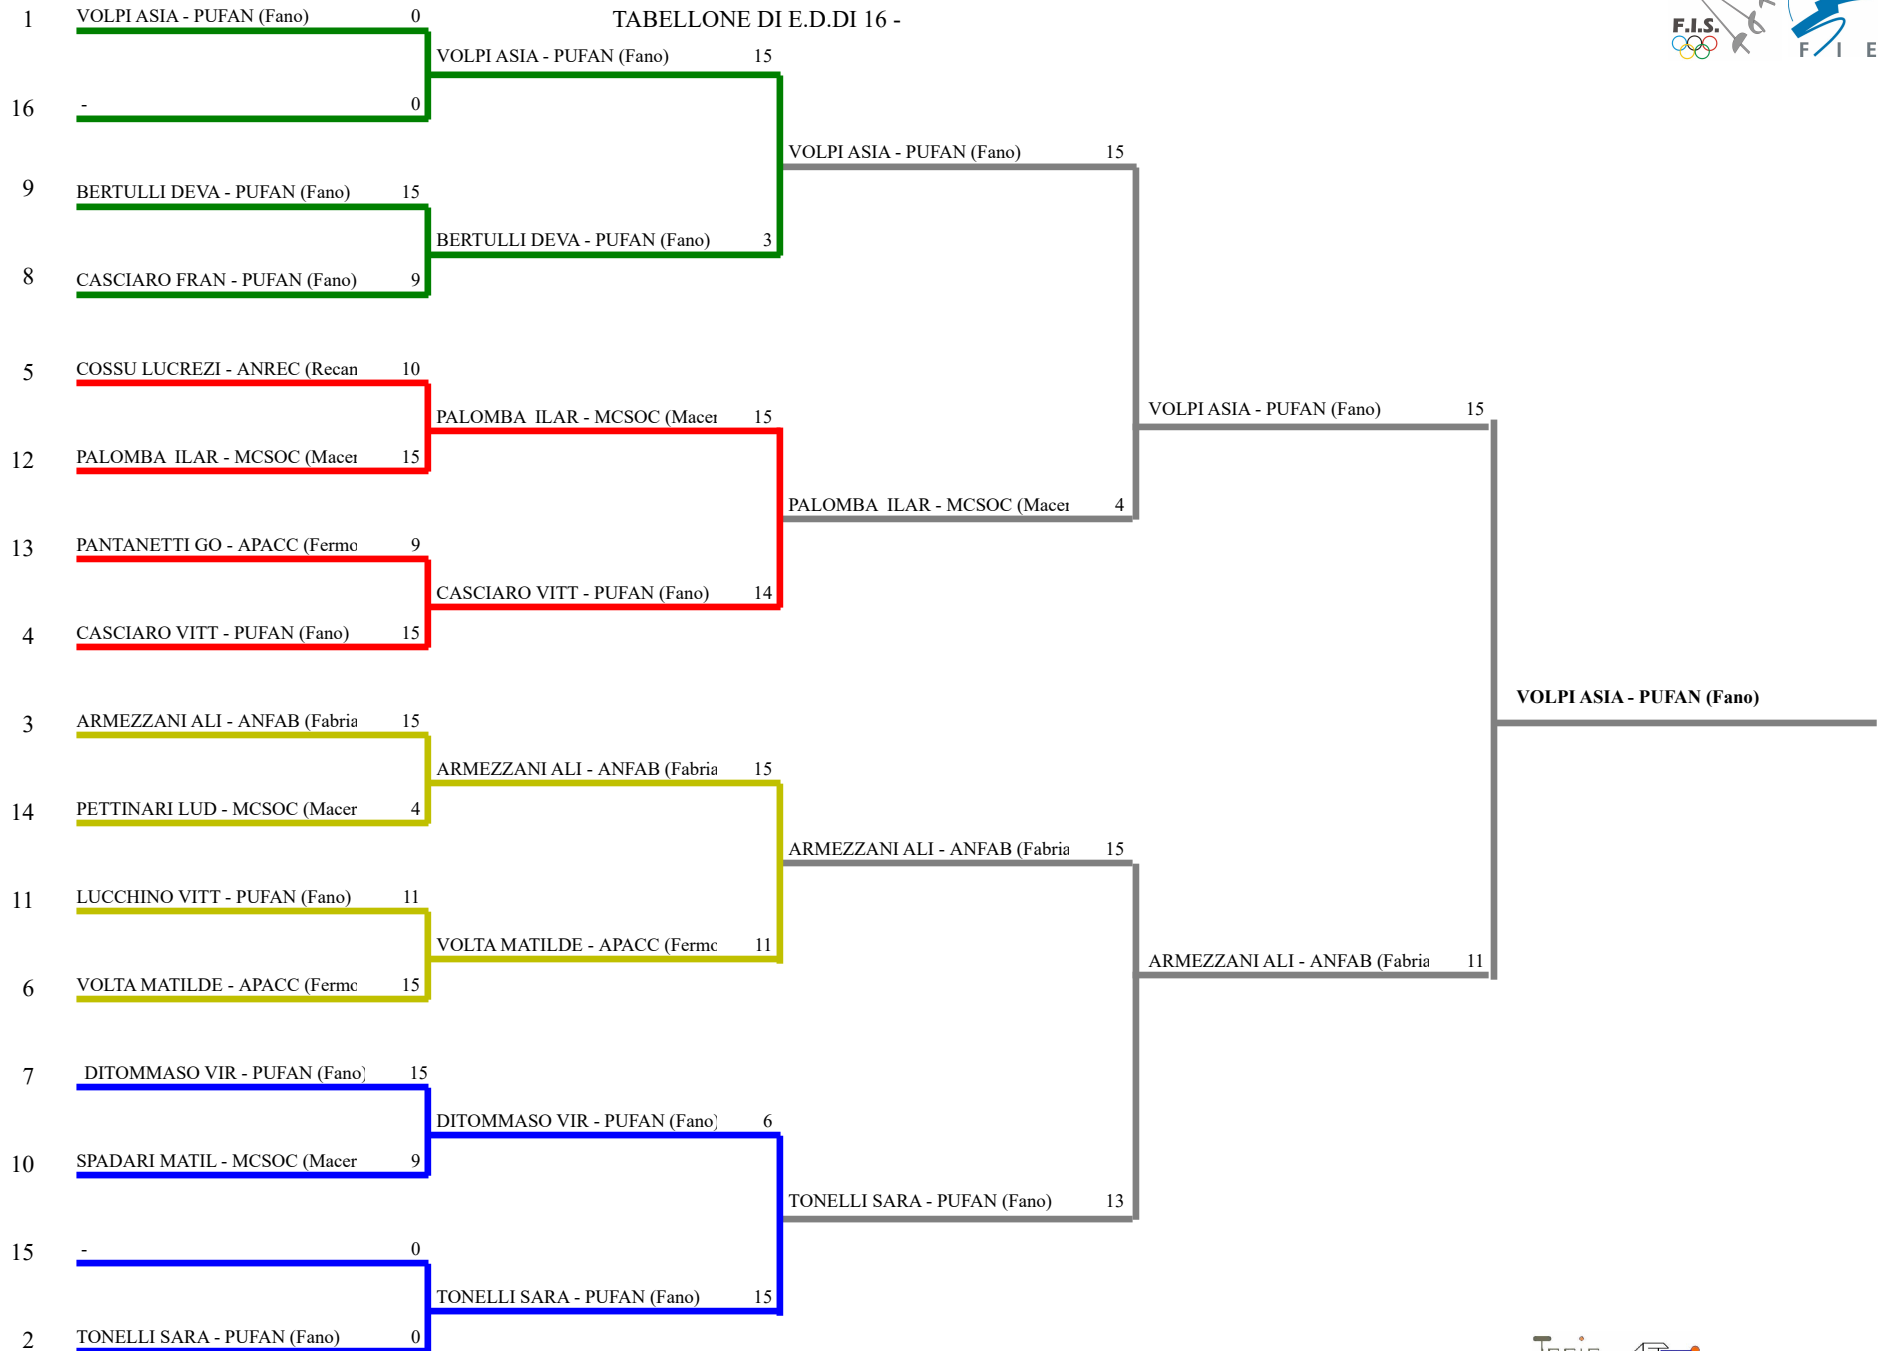 TABELLONE DI E.D.DI 16 -
F.I.S.
F I E
1 VOLPI ASIA - PUFAN (Fano) 0
VOLPI ASIA - PUFAN (Fano) 15
16 - 0
VOLPI ASIA - PUFAN (Fano) 15
9 BERTULLI DEVA - PUFAN (Fano) 15
BERTULLI DEVA - PUFAN (Fano) 3
8 CASCIARO FRAN - PUFAN (Fano) 9
5 COSSU LUCREZI - ANREC (Recan 10
VOLPI ASIA - PUFAN (Fano) 15
PALOMBA ILAR - MCSOC (Macer 15
12 PALOMBA ILAR - MCSOC (Macer 15
PALOMBA ILAR - MCSOC (Macer 4
13 PANTANETTI GO - APACC (Fermo 9
CASCIARO VITT - PUFAN (Fano) 14
4 CASCIARO VITT - PUFAN (Fano) 15
VOLPI ASIA - PUFAN (Fano)
3 ARMEZZANI ALI - ANFAB (Fabria 15
ARMEZZANI ALI - ANFAB (Fabria 15
14 PETTINARI LUD - MCSOC (Macer 4
ARMEZZANI ALI - ANFAB (Fabria 15
11 LUCCHINO VITT - PUFAN (Fano) 11
VOLTA MATILDE - APACC (Fermo 11
ARMEZZANI ALI - ANFAB (Fabria 11
6 VOLTA MATILDE - APACC (Fermo 15
7 DITOMMASO VIR - PUFAN (Fano) 15
DITOMMASO VIR - PUFAN (Fano) 6
10 SPADARI MATIL - MCSOC (Macer 9
TONELLI SARA - PUFAN (Fano) 13
15 - 0
TONELLI SARA - PUFAN (Fano) 15
2 TONELLI SARA - PUFAN (Fano) 0